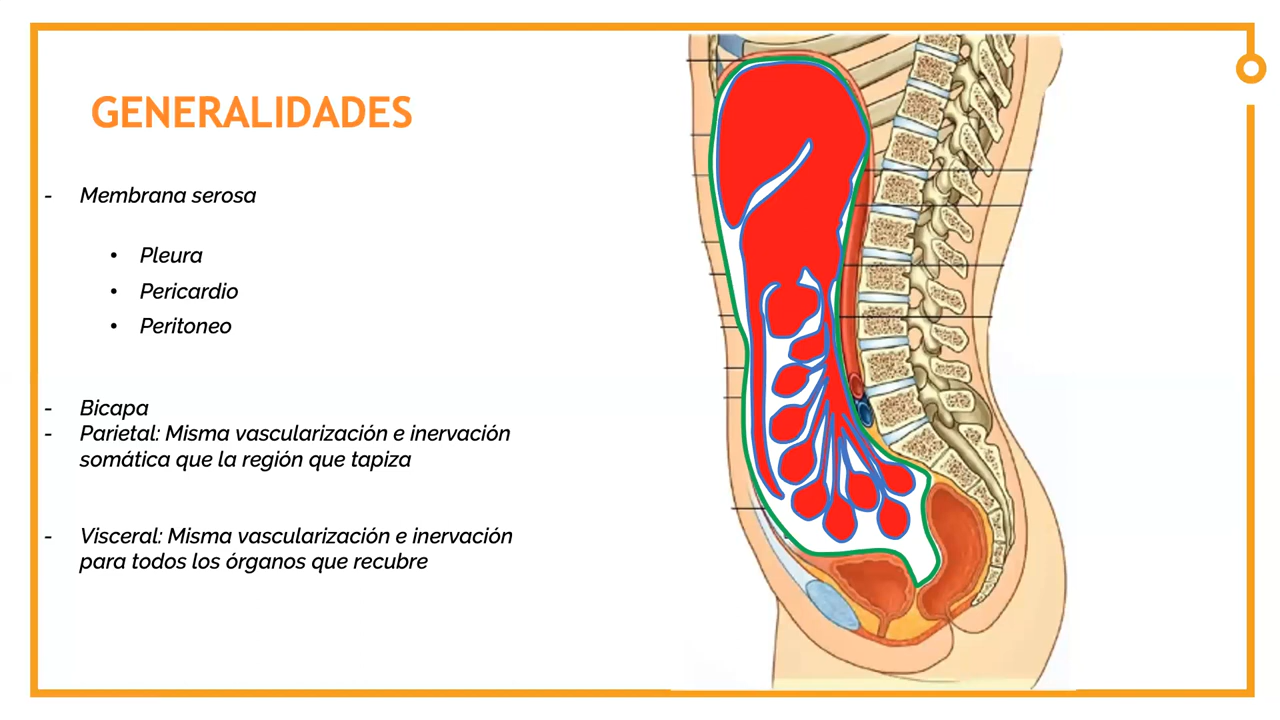 GENERALIDADES
- Membrana serosa
• Pleura
• Pericardio
• Peritoneo
- Bicapa
- Parietal: Misma vascularización e inervación
somática que la región que tapiza
- Visceral: Misma vascularización e inervación
para todos los órganos que recubre